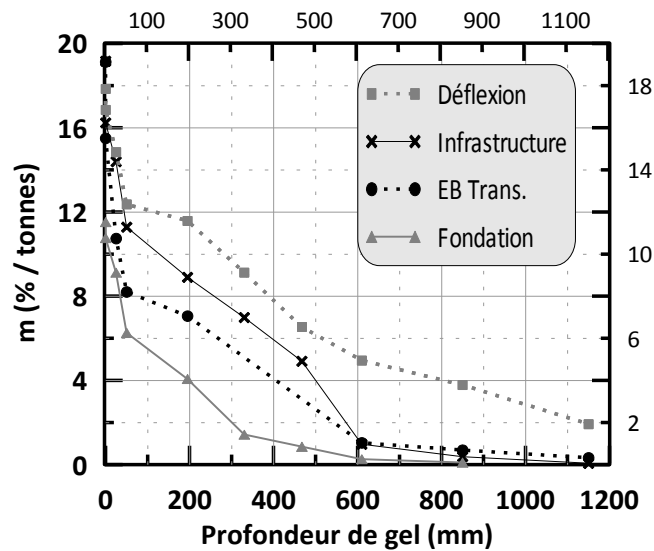 100 300 500 700 900 1100
20
16
12
8
4
0
m (% / tonnes)
Déflexion
Infrastructure
EB Trans.
Fondation
18
14
10
6
2
0 200 400 600 800 1000 1200
Profondeur de gel (mm)